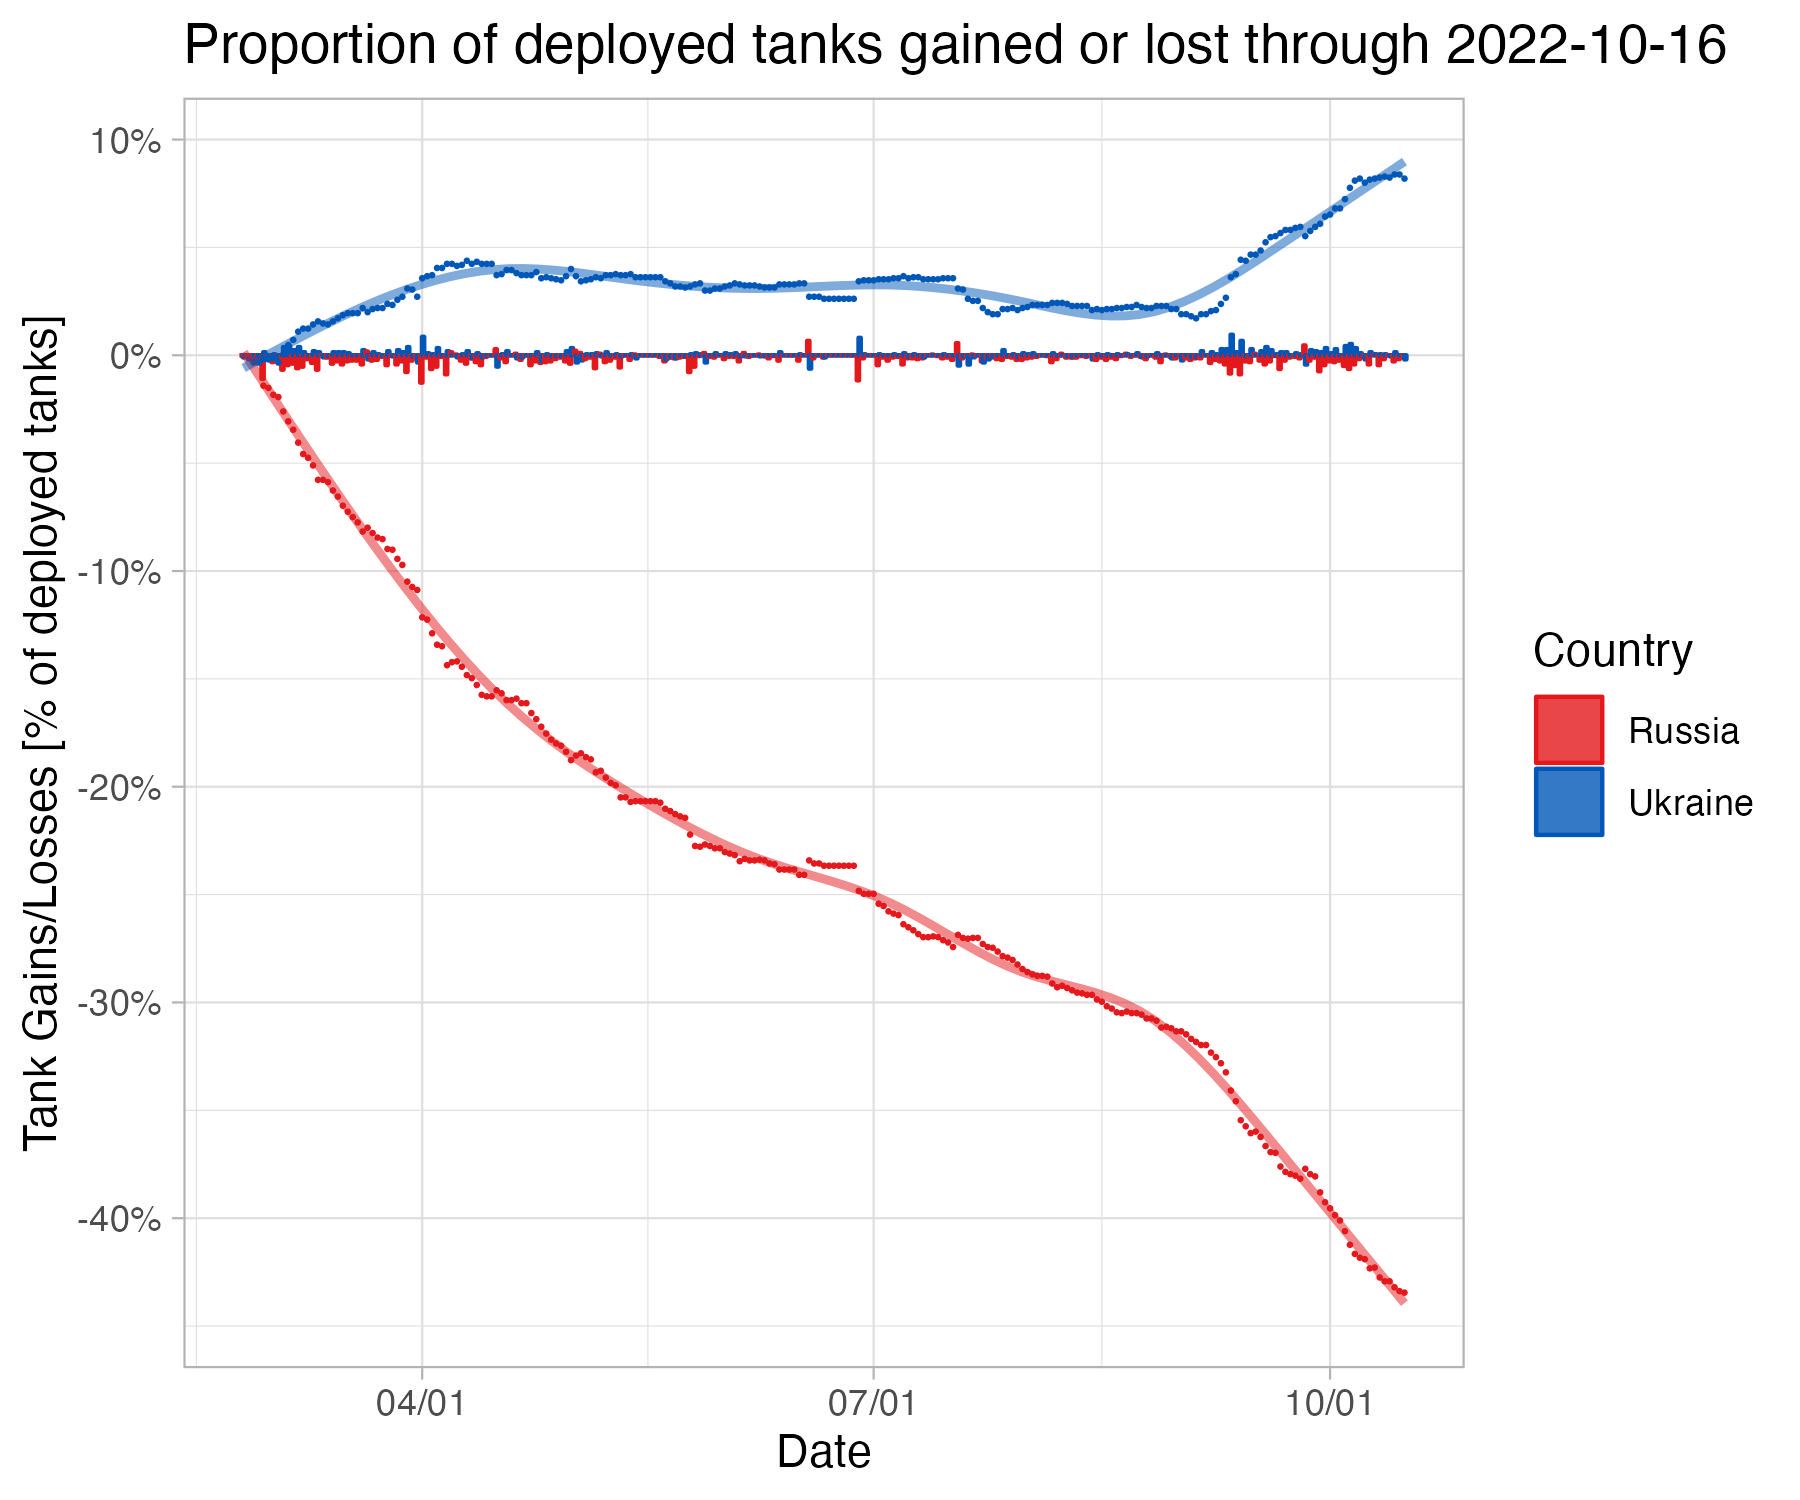 Proportion of deployed tanks gained or lost through 2022-10-16
Tank Gains/Losses [% of deployed tanks]
10%
0%
-10%
-20%
-30%
-40%
04/01
07/01
10/01
Date
Country
Russia
Ukraine